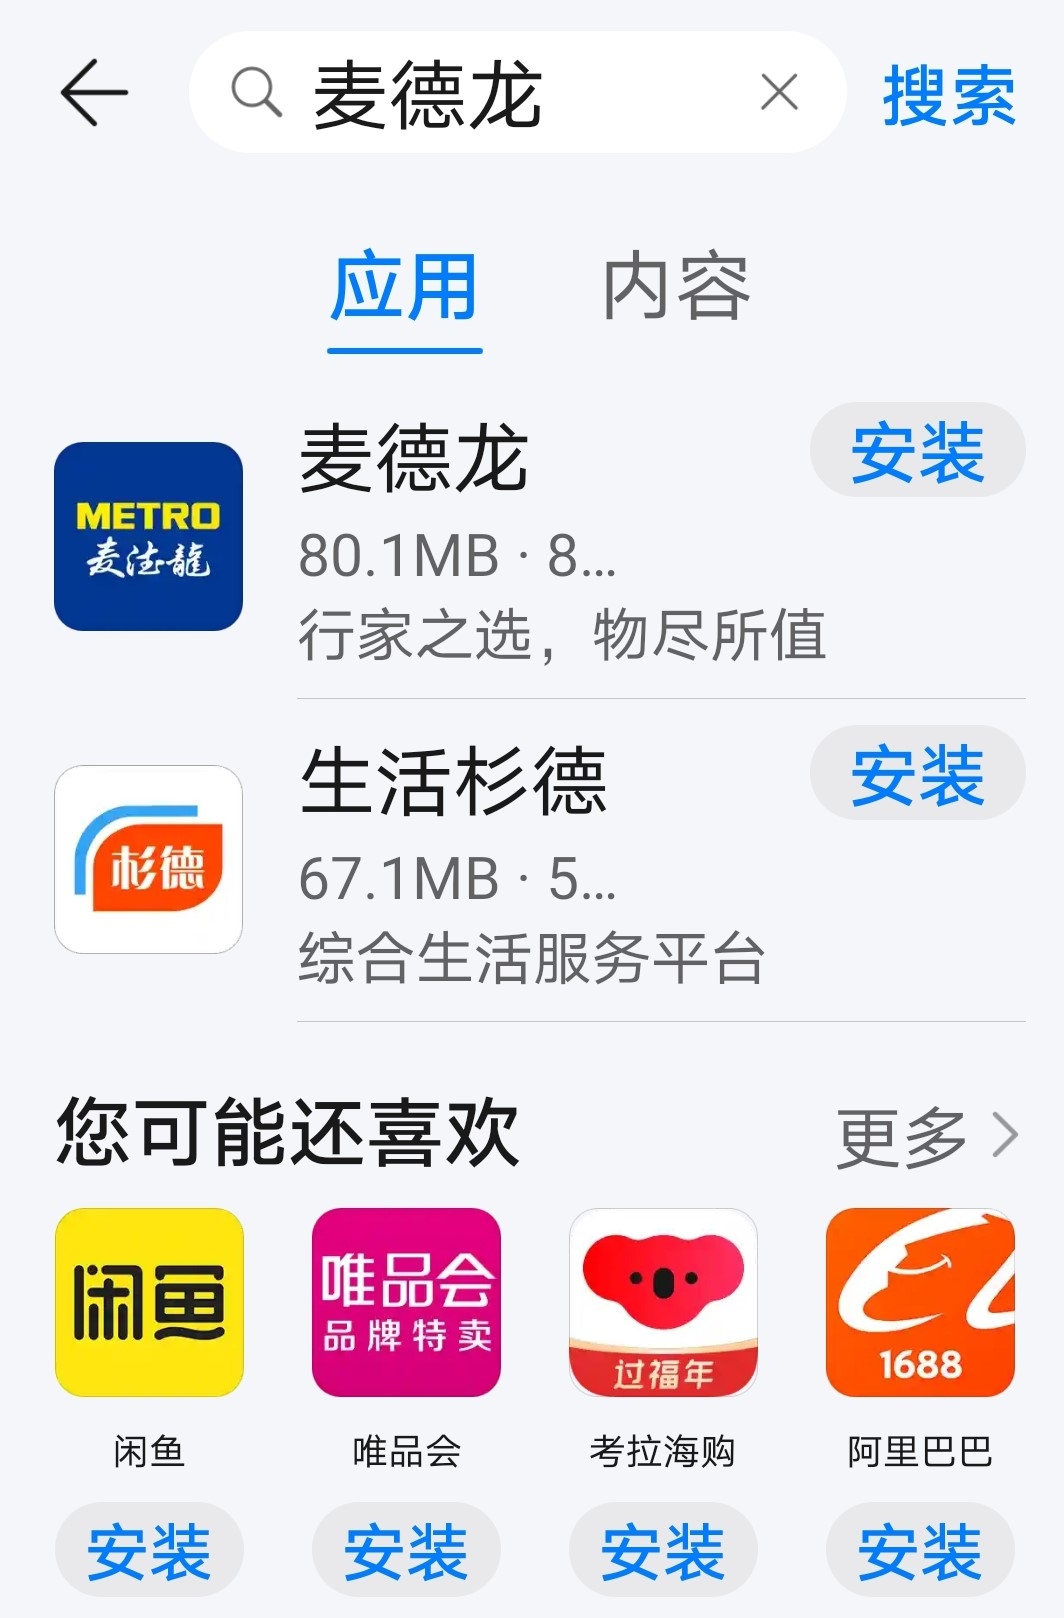 麦德龙
搜索
应用
内容
METRO
麦德龍
麦德龙
安装
80.1MB · 8...
行家之选，物尽所值
杉德
生活杉德
安装
67.1MB · 5...
综合生活服务平台
您可能还喜欢
更多
闲鱼
唯品会
品牌特卖
过福年
1688
闲鱼
唯品会
考拉海购
阿里巴巴
安装
安装
安装
安装